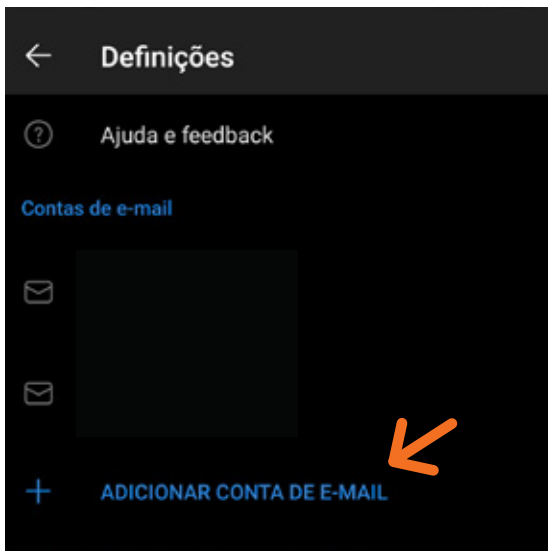 Definições
Ajuda e feedback
Contas de e-mail
ADICIONAR CONTA DE E-MAIL